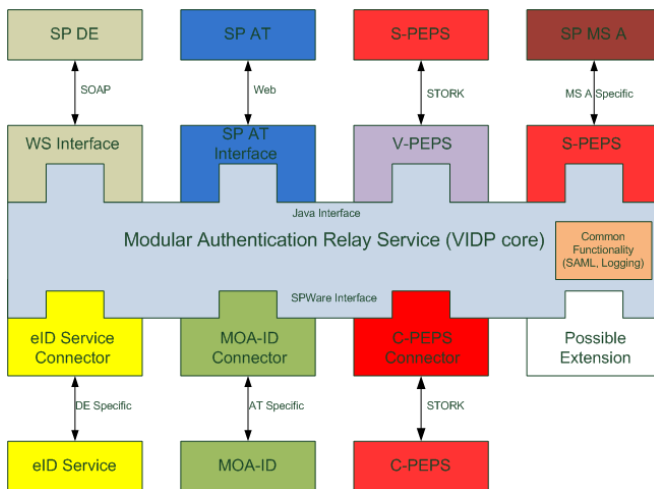 SP DE
SP AT
S-PEPS
SP MS A
SOAP
Web
STORK
MS A Specific
WS Interface
SP AT
Interface
V-PEPS
S-PEPS
Java Interface
Modular Authentication Relay Service (VIDP core)
Common
Functionality
(SAML, Logging)
SPWare Interface
eID Service
Connector
MOA-ID
Connector
C-PEPS
Connector
Possible
Extension
DE Specific
AT Specific
STORK
eID Service
MOA-ID
C-PEPS